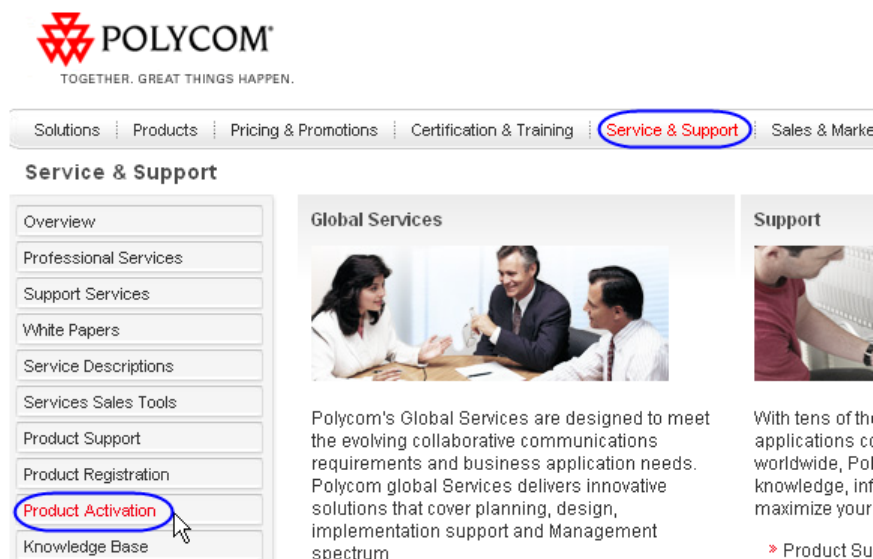 POLYCOM
TOGETHER. GREAT THINGS HAPPEN.
Solutions Products Pricing & Promotions Certification & Training Service & Support Sales &
Service & Support
Overview
Professional Services
Support Services
White Papers
Service Descriptions
Services Sales Tools
Product Support
Product Registration
Product Activation
Knowledge Base
Global Services
Polycom's Global Services are designed to meet
the evolving collaborative communications
requirements and business application needs.
Polycom global Services delivers innovative
solutions that cover planning, design,
implementation support and Management
spectrum
Support
With tens of
applications
worldwide,
knowledge,
maximize your
» Product